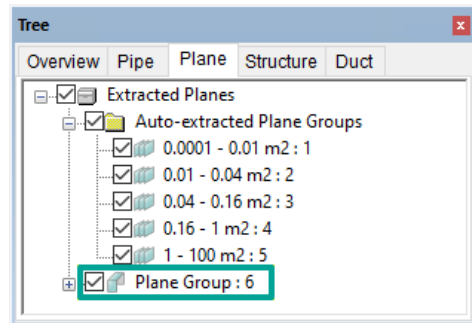 Tree
Overview Pipe Plane Structure Duct
Extracted Planes
Auto-extracted Plane Groups
0.0001 - 0.01 m2 : 1
0.01 - 0.04 m2 : 2
0.04 - 0.16 m2 : 3
0.16 - 1 m2 : 4
1 - 100 m2 : 5
Plane Group : 6